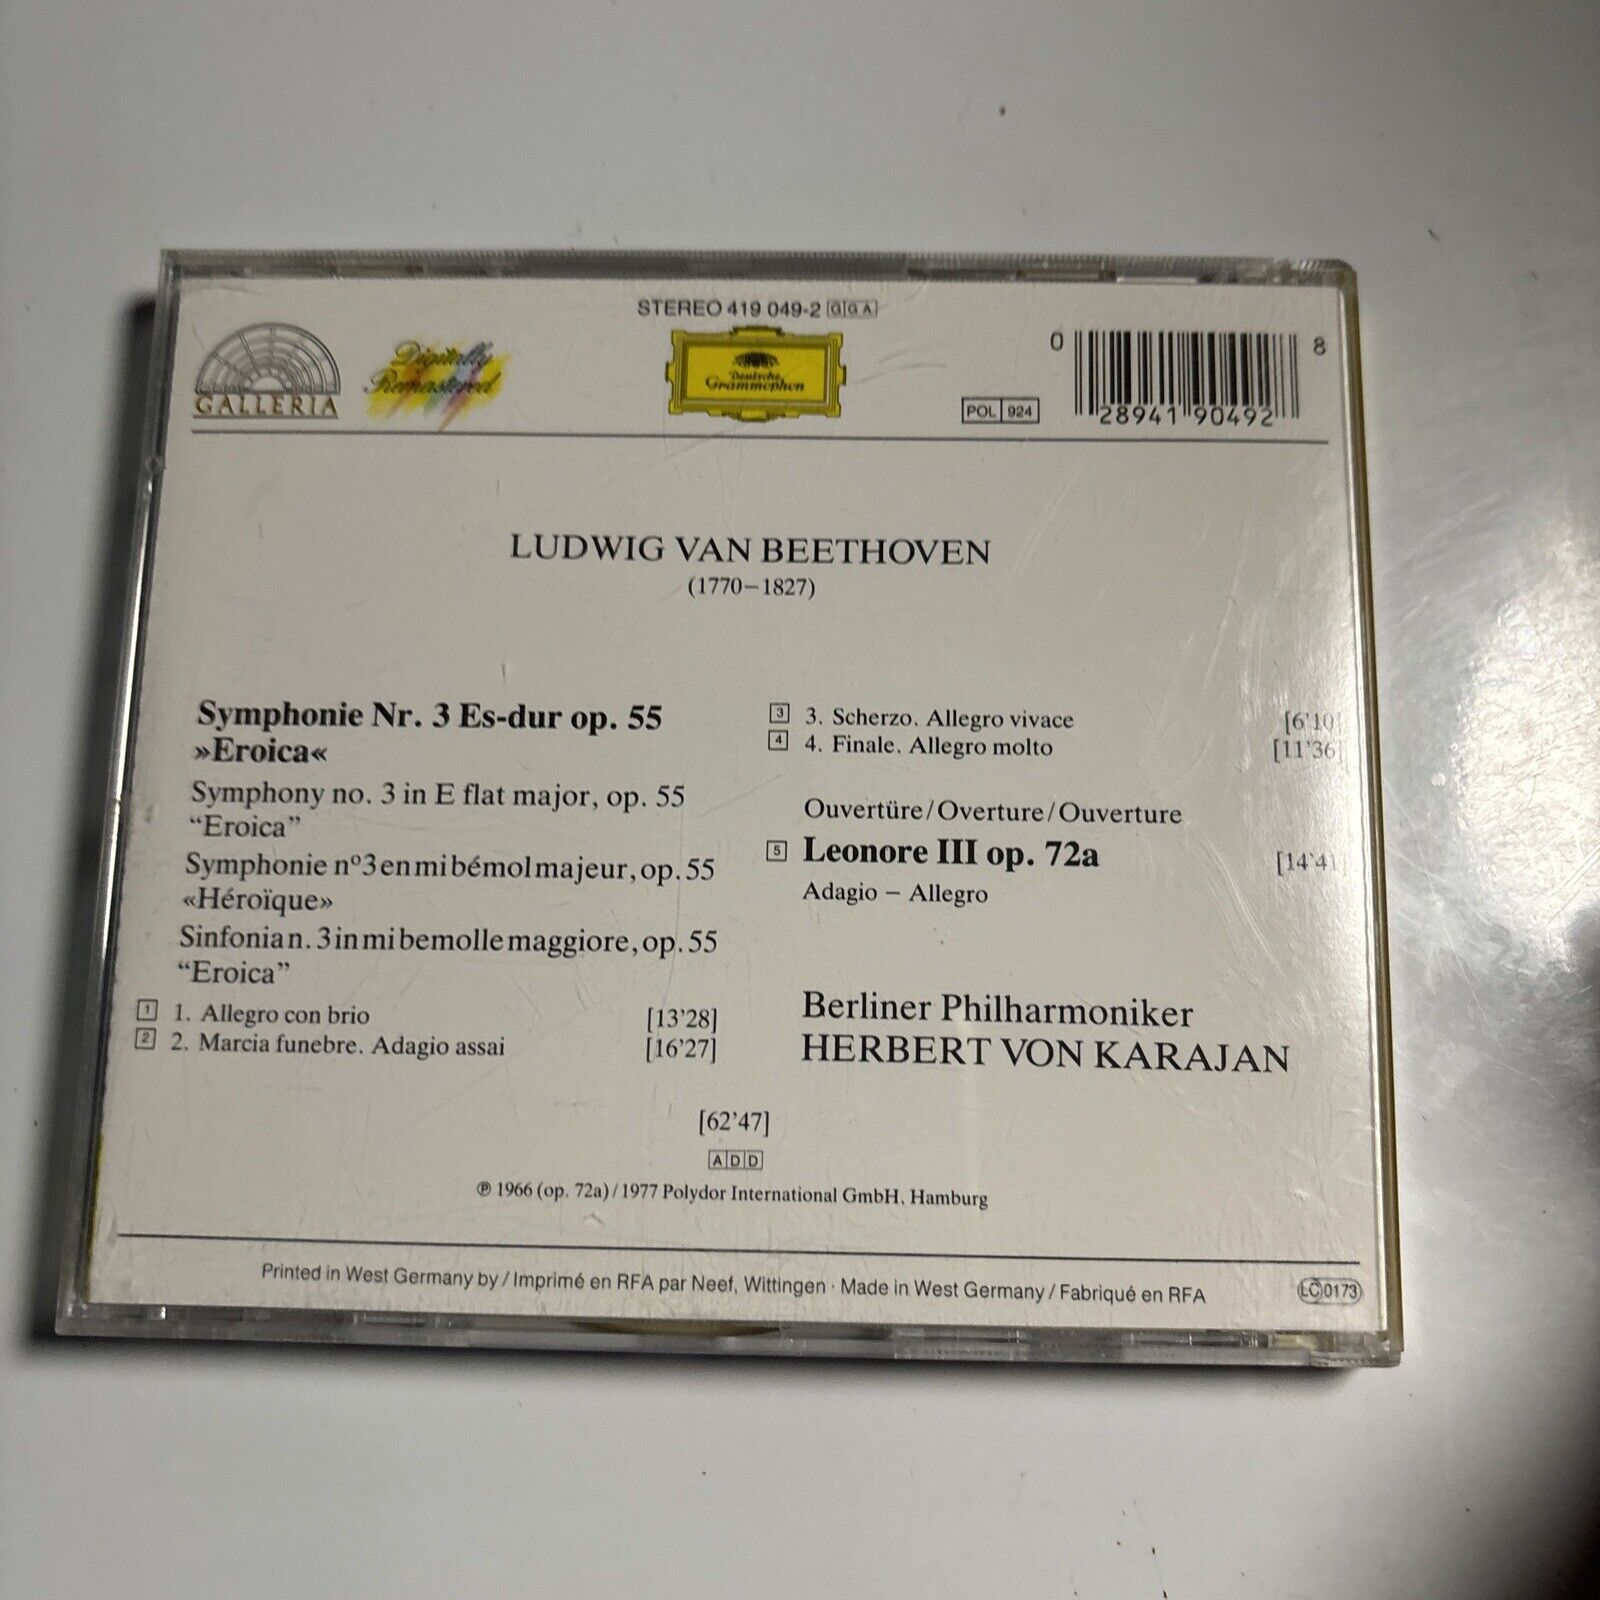 STEREO 419 049-2 GGA
GALLERIA
Digitally
Remastered
Deutsche
Grammophon
POL 924
0 28941 90492 8
LUDWIG VAN BEETHOVEN
(1770–1827)
Symphonie Nr. 3 Es-dur op. 55
»Eroica«
Symphony no. 3 in E flat major, op. 55
“Eroica”
Symphonie nº 3 en mi bémol majeur, op. 55
«Héroïque»
Sinfonia n. 3 in mi bemolle maggiore, op. 55
“Eroica”
1 1. Allegro con brio [13’28]
2 2. Marcia funebre. Adagio assai [16’27]
3 3. Scherzo. Allegro vivace [6’10]
4 4. Finale. Allegro molto [11’36]
Ouvertüre/Overture/Ouverture
5 Leonore III op. 72a [14’41]
Adagio – Allegro
Berliner Philharmoniker
HERBERT VON KARAJAN
[62’47]
ADD
℗ 1966 (op. 72a) / 1977 Polydor International GmbH, Hamburg
Printed in West Germany by / Imprimé en RFA par Neef, Wittingen · Made in West Germany / Fabriqué en RFA
LC 0173